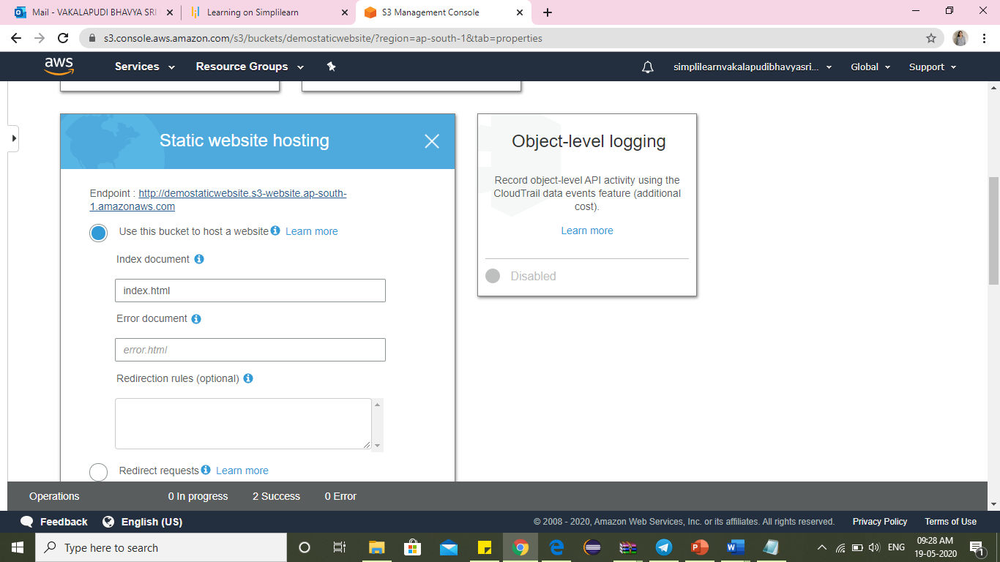 Mail - VAKALAPUDI BHAVYA SRI
Learning on Simplilearn
S3 Management Console
s3.console.aws.amazon.com/s3/buckets/demostaticwebsite/?region=ap-south-1&tab=properties
aws
Services
Resource Groups
simplilearnvakalapudibhavyasri...
Global
Support
Static website hosting
Endpoint : http://demostaticwebsite.s3-website.ap-south-
1.amazonaws.com
Use this bucket to host a website Learn more
Index document
index.html
Error document
error.html
Redirection rules (optional)
Redirect requests Learn more
Object-level logging
Record object-level API activity using the
CloudTrail data events feature (additional
cost).
Learn more
Disabled
Operations
0 In progress
2 Success
0 Error
Feedback
English (US)
© 2008 - 2020, Amazon Web Services, Inc. or its affiliates. All rights reserved.
Privacy Policy
Terms of Use
Type here to search
ENG
09:28 AM
19-05-2020
1